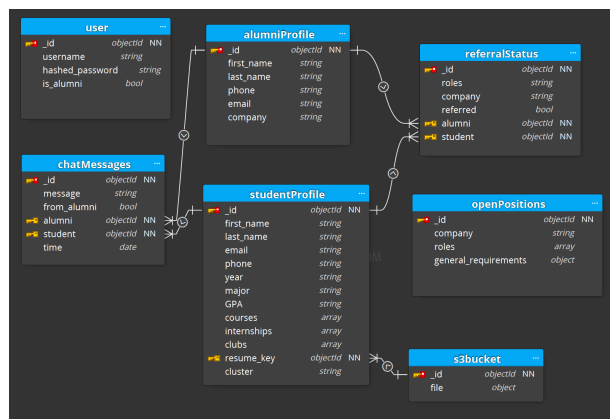 user ...
_id objectId NN
username string
hashed_password string
is_alumni bool
alumniProfile ...
_id objectId NN
first_name string
last_name string
phone string
email string
company string
referralStatus ...
_id objectId NN
roles string
company string
referred bool
alumni objectId NN
student objectId NN
chatMessages ...
_id objectId NN
message string
from_alumni bool
alumni objectId NN
student objectId NN
time date
studentProfile ...
_id objectId NN
first_name string
last_name string
email string
phone string
year string
major string
GPA string
courses array
internships array
clubs array
resume_key objectId NN
cluster string
openPositions ...
_id objectId NN
company string
roles array
general_requirements object
s3bucket ...
_id objectId NN
file object